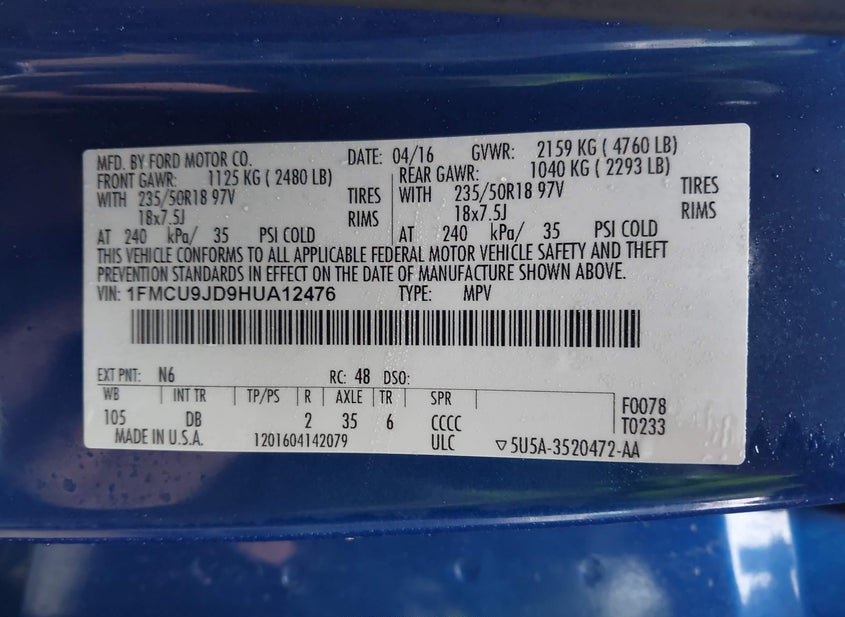 MFD. BY FORD MOTOR CO. DATE: 04/16 GVWR: 2159 KG ( 4760 LB)
FRONT GAWR: 1125 KG ( 2480 LB) REAR GAWR: 1040 KG ( 2293 LB)
WITH 235/50R18 97V TIRES WITH 235/50R18 97V TIRES
18x7.5J RIMS 18x7.5J RIMS
AT 240 kPa/ 35 PSI COLD AT 240 kPa/ 35 PSI COLD
THIS VEHICLE CONFORMS TO ALL APPLICABLE FEDERAL MOTOR VEHICLE SAFETY AND THEFT
PREVENTION STANDARDS IN EFFECT ON THE DATE OF MANUFACTURE SHOWN ABOVE.
VIN: 1FMCU9JD9HUA12476 TYPE: MPV
EXT PNT: N6 RC: 48 DSO:
WB INT TR TP/PS R AXLE TR SPR F0078
105 DB 2 35 6 CCCC T0233
MADE IN U.S.A. 1201604142079 ULC ▽5U5A-3520472-AA